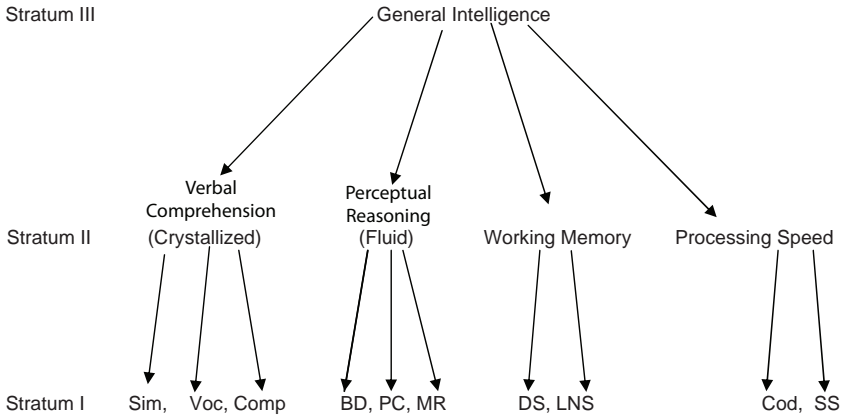 Stratum III General Intelligence
Verbal
Comprehension
(Crystallized)
Perceptual
Reasoning
(Fluid)
Stratum II Working Memory Processing Speed
Stratum I Sim, Voc, Comp BD, PC, MR DS, LNS Cod, SS